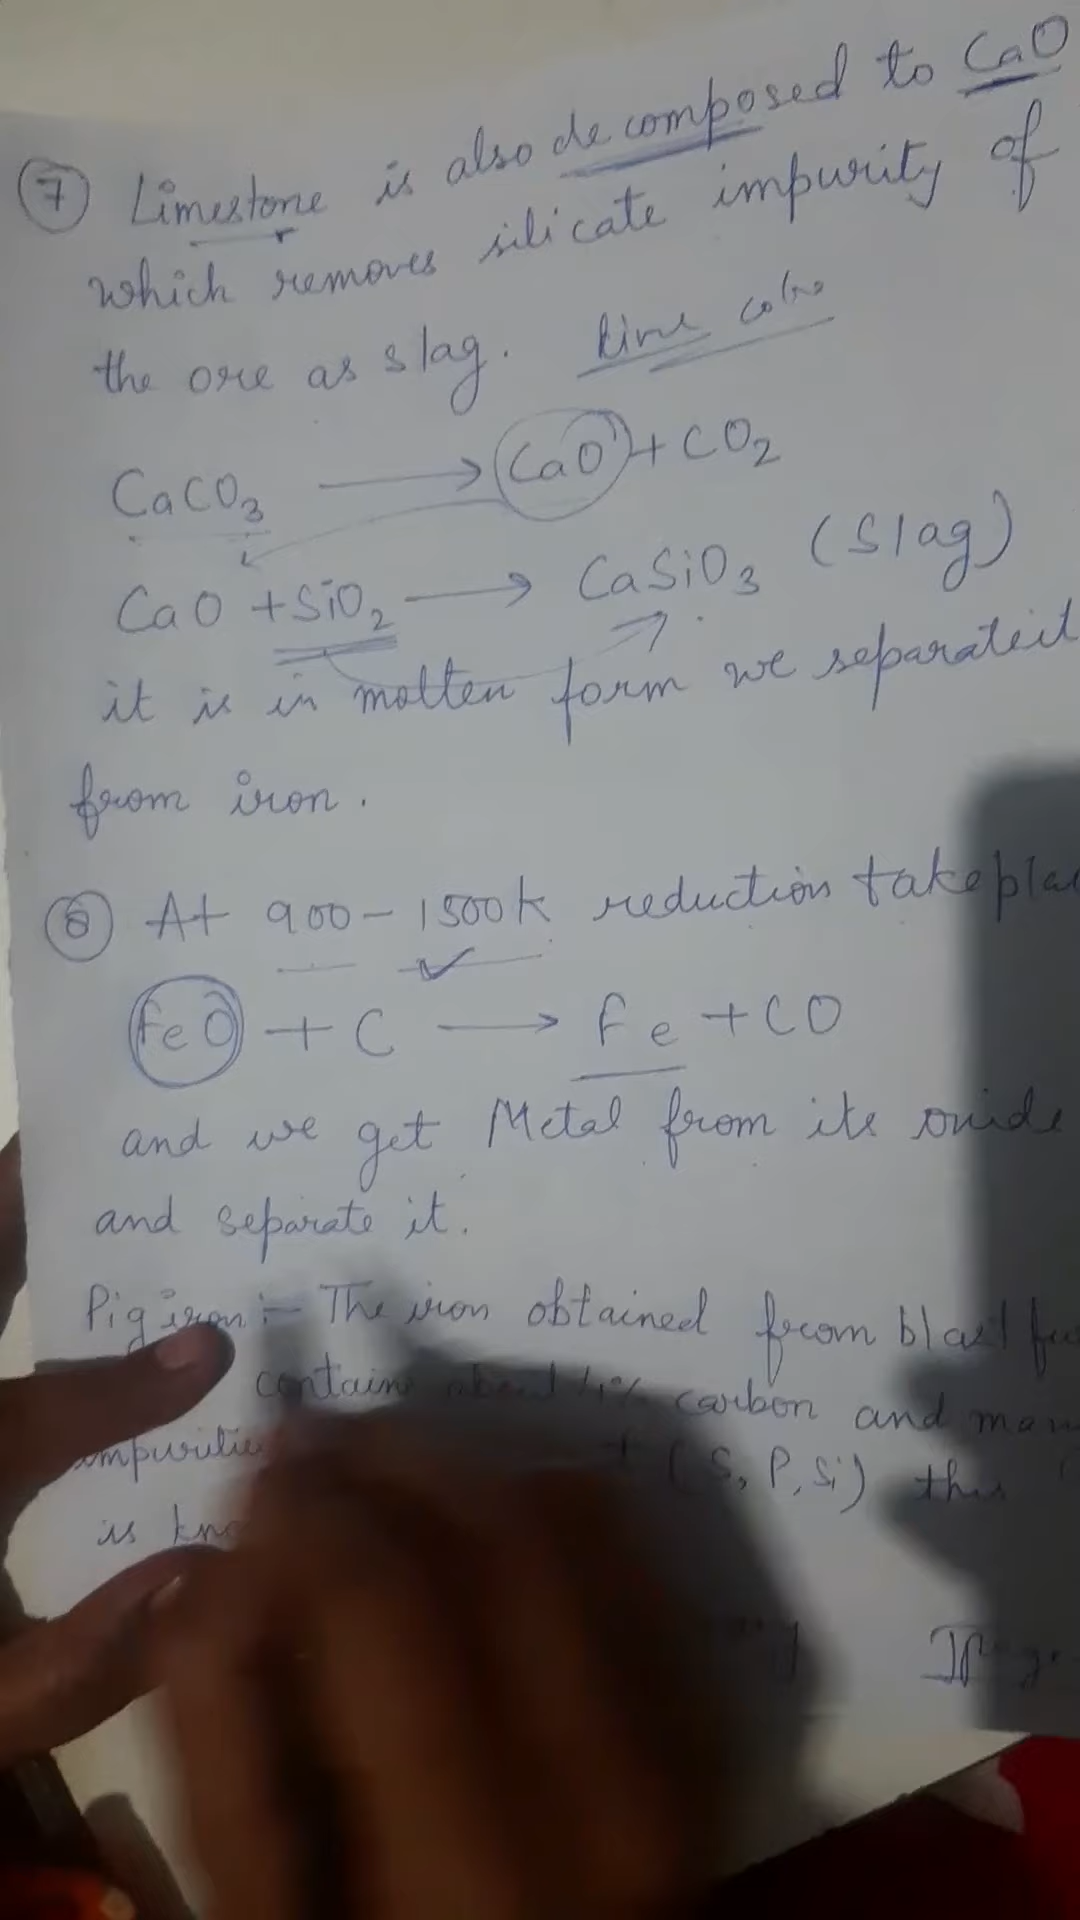 ⑦ Limestone is also decomposed to CaO
which removes silicate impurity of
the ore as slag.
CaCO₃ → CaO + CO₂
CaO + SiO₂ → CaSiO₃ (Slag)
it is in molten form we separate it
from iron.
⑧ At 900 - 1500K reduction take
FeO + C → Fe + CO
and we get Metal from its oxide
and separate it.
Pig iron :- The iron obtained from blast
contain 4% carbon and
(S, P, Si) this
is